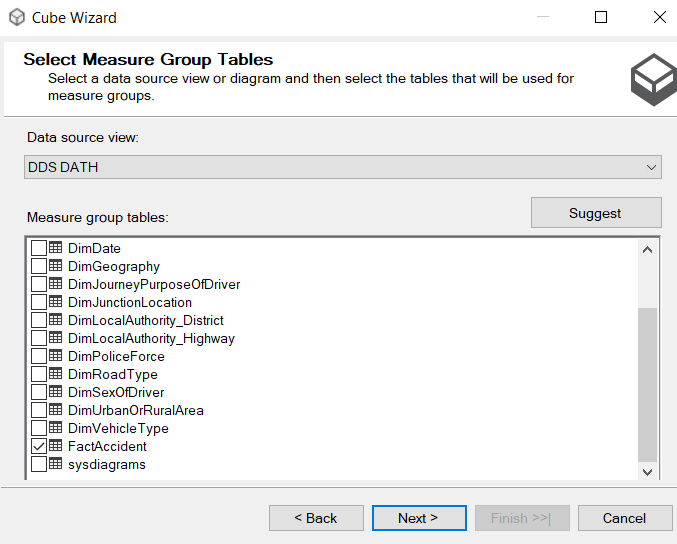 Cube Wizard
Select Measure Group Tables
Select a data source view or diagram and then select the tables that will be used for
measure groups.
Data source view:
DDS DATH
Suggest
Measure group tables:
DimDate
DimGeography
DimJourneyPurposeOfDriver
DimJunctionLocation
DimLocalAuthority_District
DimLocalAuthority_Highway
DimPoliceForce
DimRoadType
DimSexOfDriver
DimUrbanOrRuralArea
DimVehicleType
FactAccident
sysdiagrams
< Back
Next >
Finish >>|
Cancel